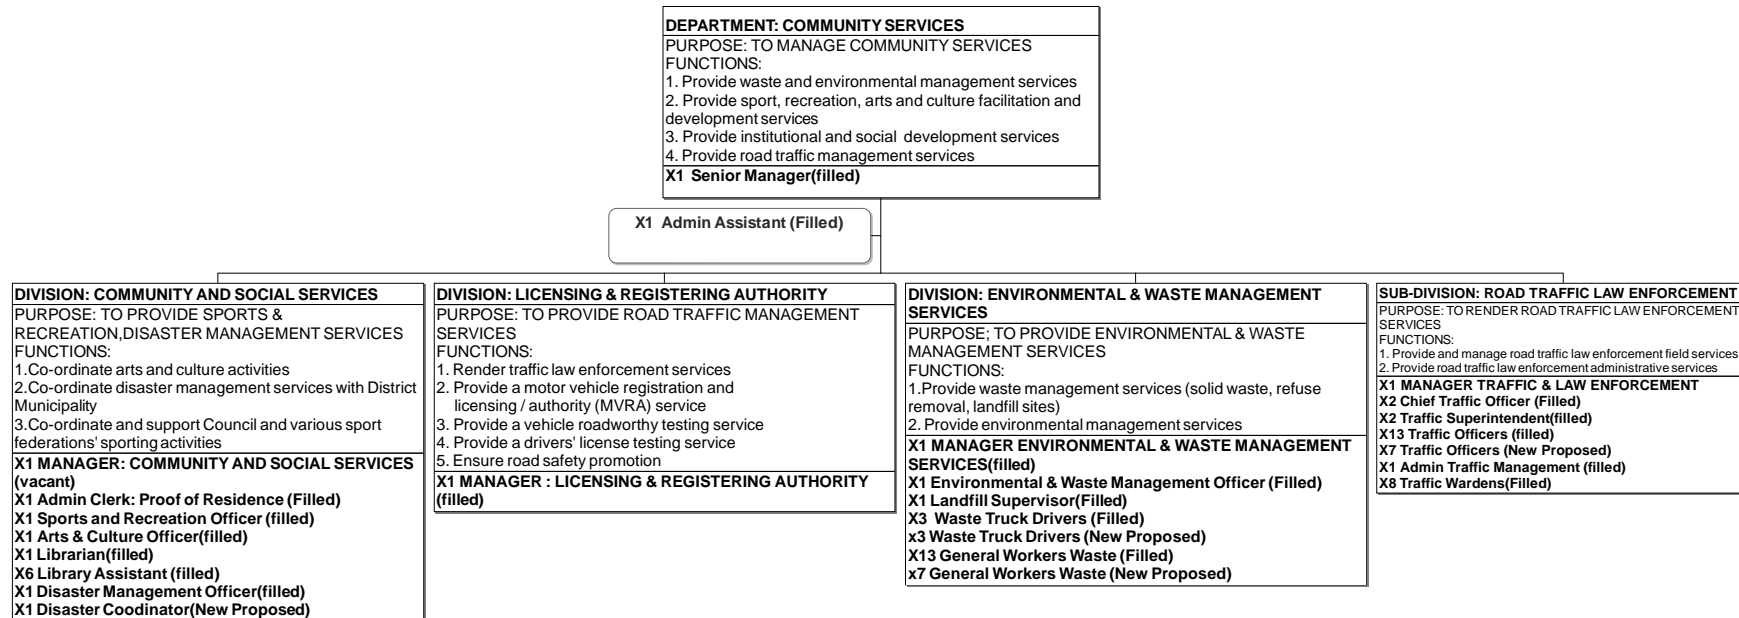 DEPARTMENT: COMMUNITY SERVICES
PURPOSE: TO MANAGE COMMUNITY SERVICES
FUNCTIONS:
1. Provide waste and environmental management services
2. Provide sport, recreation, arts and culture facilitation and
development services
3. Provide institutional and social development services
4. Provide road traffic management services
X1 Senior Manager(filled)
X1 Admin Assistant (Filled)
DIVISION: COMMUNITY AND SOCIAL SERVICES
PURPOSE: TO PROVIDE SPORTS &
RECREATION,DISASTER MANAGEMENT SERVICES
FUNCTIONS:
1.Co-ordinate arts and culture activities
2.Co-ordinate disaster management services with District
Municipality
3.Co-ordinate and support Council and various sport
federations' sporting activities
X1 MANAGER: COMMUNITY AND SOCIAL SERVICES
(vacant)
X1 Admin Clerk: Proof of Residence (Filled)
X1 Sports and Recreation Officer (filled)
X1 Arts & Culture Officer(filled)
X1 Librarian(filled)
X6 Library Assistant (filled)
X1 Disaster Management Officer(filled)
X1 Disaster Coodinator(New Proposed)
DIVISION: LICENSING & REGISTERING AUTHORITY
PURPOSE: TO PROVIDE ROAD TRAFFIC MANAGEMENT
SERVICES
FUNCTIONS:
1. Render traffic law enforcement services
2. Provide a motor vehicle registration and
licensing / authority (MVRA) service
3. Provide a vehicle roadworthy testing service
4. Provide a drivers' license testing service
5. Ensure road safety promotion
X1 MANAGER : LICENSING & REGISTERING AUTHORITY
(filled)
DIVISION: ENVIRONMENTAL & WASTE MANAGEMENT
SERVICES
PURPOSE; TO PROVIDE ENVIRONMENTAL & WASTE
MANAGEMENT SERVICES
FUNCTIONS:
1.Provide waste management services (solid waste, refuse
removal, landfill sites)
2. Provide environmental management services
X1 MANAGER ENVIRONMENTAL & WASTE MANAGEMENT
SERVICES(filled)
X1 Environmental & Waste Management Officer (Filled)
X1 Landfill Supervisor(Filled)
X3 Waste Truck Drivers (Filled)
x3 Waste Truck Drivers (New Proposed)
X13 General Workers Waste (Filled)
x7 General Workers Waste (New Proposed)
SUB-DIVISION: ROAD TRAFFIC LAW ENFORCEMENT
PURPOSE: TO RENDER ROAD TRAFFIC LAW ENFORCEMENT
SERVICES
FUNCTIONS:
1. Provide and manage road traffic law enforcement field services
2. Provide road traffic law enforcement administrative services
X1 MANAGER TRAFFIC & LAW ENFORCEMENT
X2 Chief Traffic Officer (Filled)
X2 Traffic Superintendent(filled)
X13 Traffic Officers (filled)
X7 Traffic Officers (New Proposed)
X1 Admin Traffic Management (filled)
X8 Traffic Wardens(Filled)